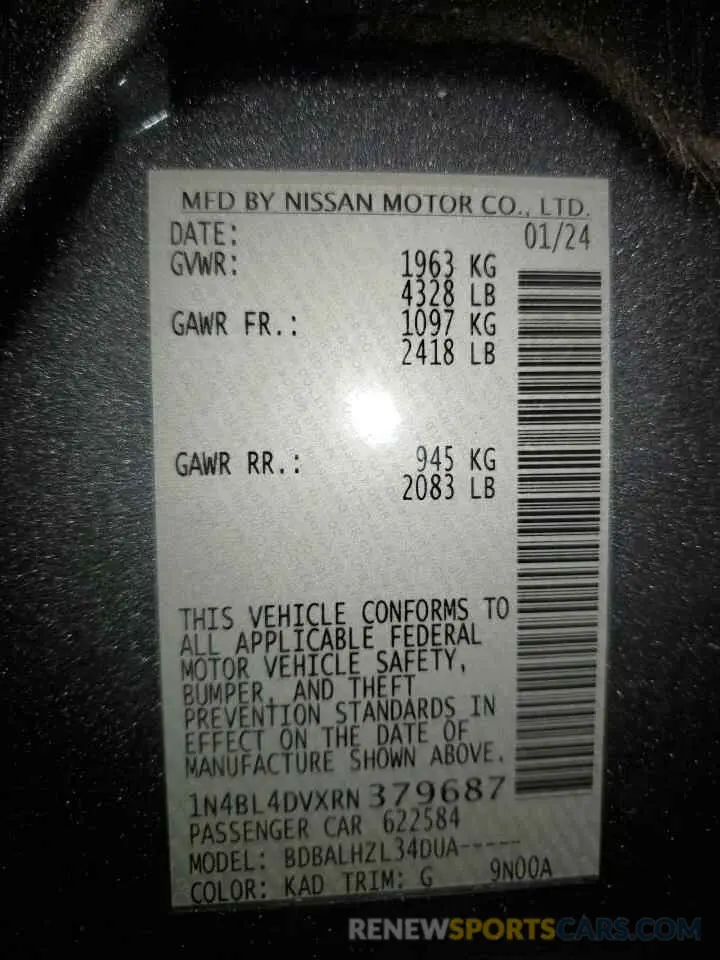 MFD BY NISSAN MOTOR CO., LTD.
DATE: 01/24
GVWR: 1963 KG
4328 LB
GAWR FR.: 1097 KG
2418 LB
GAWR RR.: 945 KG
2083 LB
THIS VEHICLE CONFORMS TO
ALL APPLICABLE FEDERAL
MOTOR VEHICLE SAFETY,
BUMPER, AND THEFT
PREVENTION STANDARDS IN
EFFECT ON THE DATE OF
MANUFACTURE SHOWN ABOVE.
1N4BL4DVXRN 379687
PASSENGER CAR 622584
MODEL: BDBALHZL34DUA-----
COLOR: KAD TRIM: G 9N00A
RENEWSPORTSCARS.COM